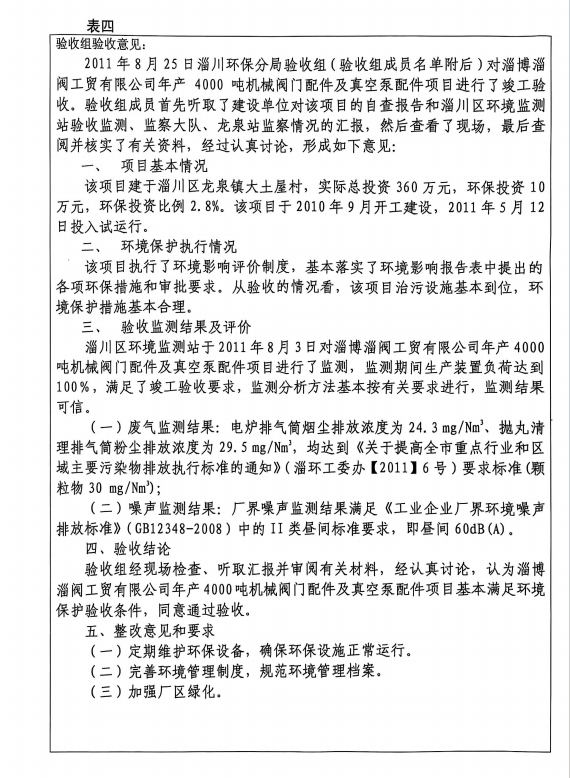 表四
验收组验收意见：
2011年8月25日淄川环保分局验收组（验收组成员名单附后）对淄博淄
阀工贸有限公司年产 4000 吨机械阀门配件及真空泵配件项目进行了竣工验
收。验收组成员首先听取了建设单位对该项目的自查报告和淄川区环境监测
站验收监测、监察大队、龙泉站监察情况的汇报，然后查看了现场，最后查
阅并核实了有关资料，经过认真讨论，形成如下意见：
一、 项目基本情况
该项目建于淄川区龙泉镇大土屋村，实际总投资 360 万元，环保投资 10
万元，环保投资比例 2.8%。该项目于 2010 年 9 月开工建设，2011 年 5 月 12
日投入试运行。
二、 环境保护执行情况
该项目执行了环境影响评价制度，基本落实了环境影响报告表中提出的
各项环保措施和审批要求。从验收的情况看，该项目治污设施基本到位，环
境保护措施基本合理。
三、 验收监测结果及评价
淄川区环境监测站于 2011 年 8 月 3 日对淄博淄阀工贸有限公司年产 4000
吨机械阀门配件及真空泵配件项目进行了监测，监测期间生产装置负荷达到
100%，满足了竣工验收要求，监测分析方法基本按有关要求进行，监测结果
可信。
（一）废气监测结果：电炉排气筒烟尘排放浓度为 24.3 mg/Nm³、抛丸清
理排气筒粉尘排放浓度为 29.5 mg/Nm³，均达到《关于提高全市重点行业和区
域主要污染物排放执行标准的通知》（淄环工委办【2011】6 号）要求标准（颗
粒物 30 mg/Nm³）；
（二）噪声监测结果：厂界噪声监测结果满足《工业企业厂界环境噪声
排放标准》（GB12348-2008）中的 II 类昼间标准要求，即昼间 60dB(A)。
四、验收结论
验收组经现场检查、听取汇报并审阅有关材料，经认真讨论，认为淄博
淄阀工贸有限公司年产 4000 吨机械阀门配件及真空泵配件项目基本满足环境
保护验收条件，同意通过验收。
五、整改意见和要求
（一）定期维护环保设备，确保环保设施正常运行。
（二）完善环境管理制度，规范环境管理档案。
（三）加强厂区绿化。